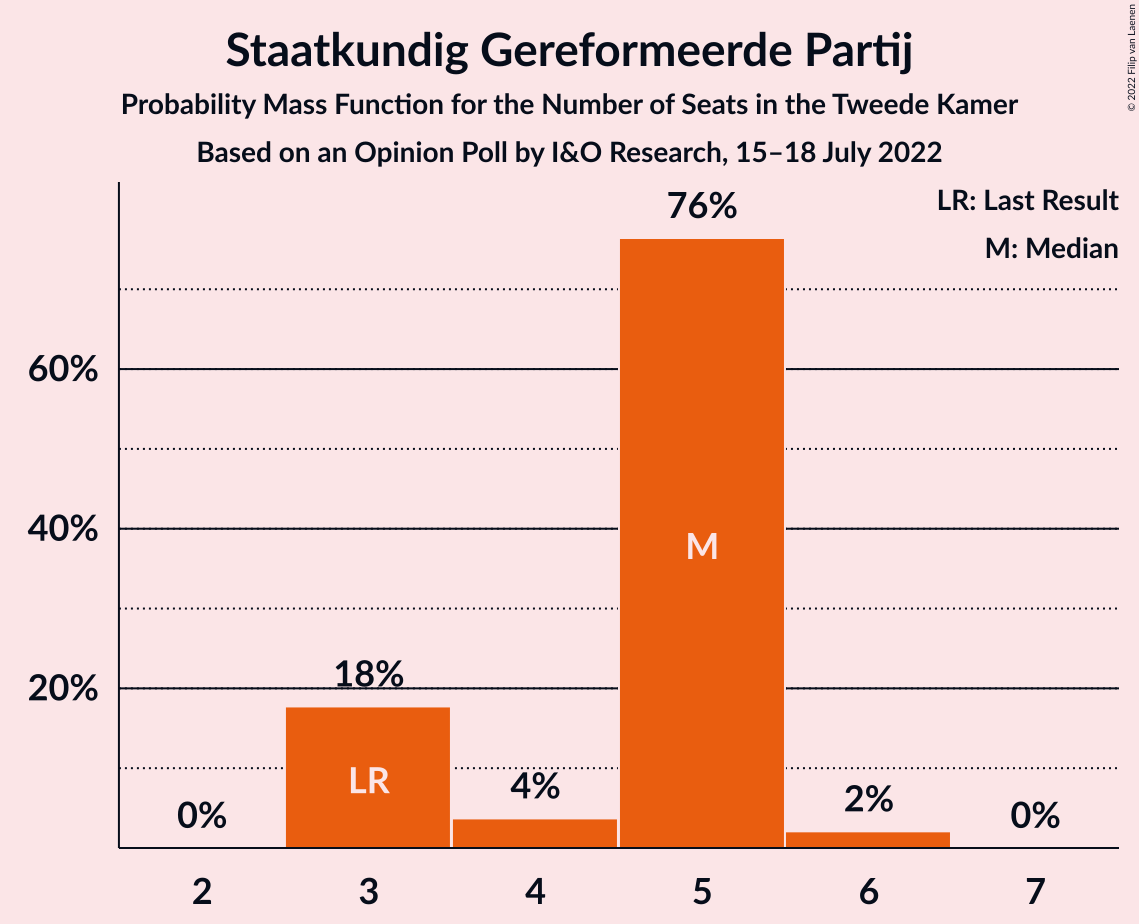 Staatkundig Gereformeerde Partij
Probability Mass Function for the Number of Seats in the Tweede Kamer
Based on an Opinion Poll by I&O Research, 15–18 July 2022
© 2022 Filip van Laenen
LR: Last Result
M: Median
76%
60%
40%
M
20%
18%
LR
0%
4%
2%
0%
2 3 4 5 6 7